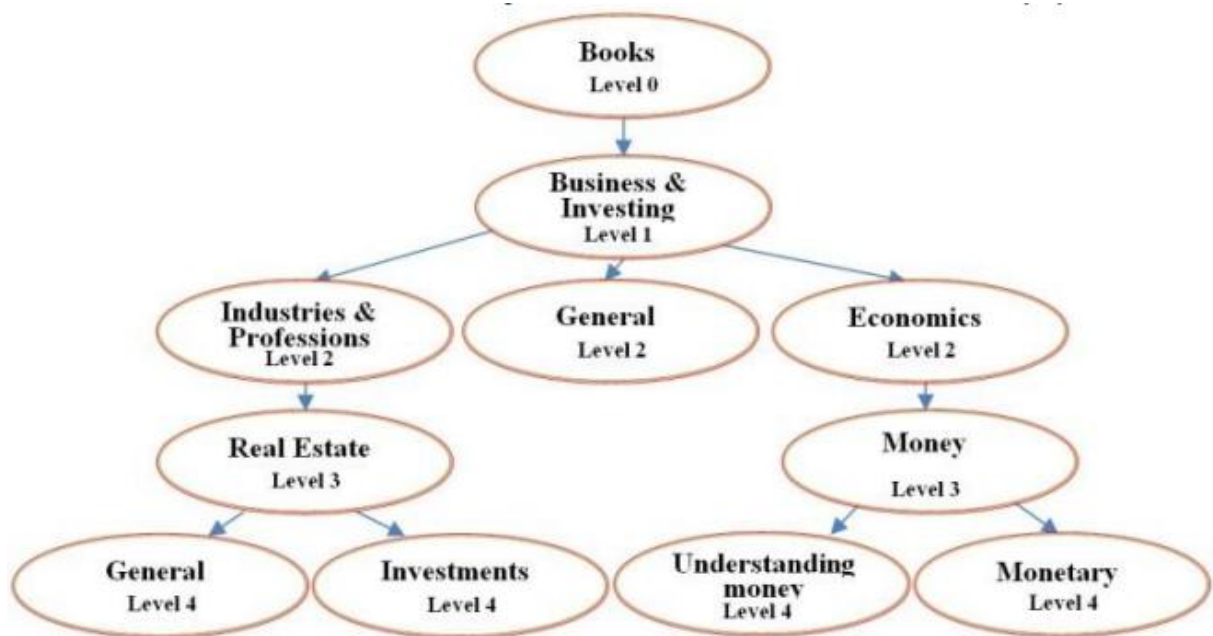 Books
Level 0
Business &
Investing
Level 1
Industries &
Professions
Level 2
General
Level 2
Economics
Level 2
Real Estate
Level 3
Money
Level 3
General
Level 4
Investments
Level 4
Understanding
money
Level 4
Monetary
Level 4